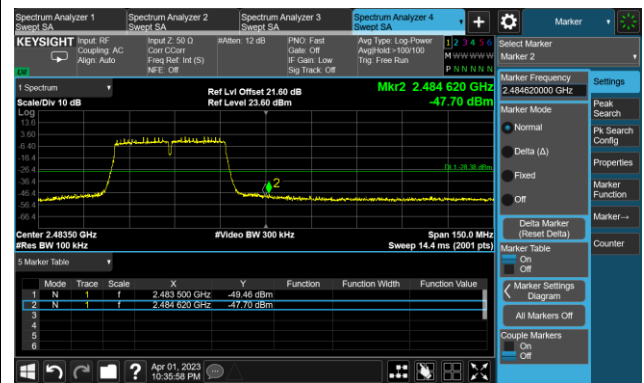 Spectrum Analyzer 1
Swept SA
Spectrum Analyzer 2
Swept SA
Spectrum Analyzer 3
Swept SA
Spectrum Analyzer 4
Swept SA
+
Marker
KEYSIGHT
Input: RF
Coupling: AC
Align: Auto
Input Z: 50 Ω
Corr CCorr
Freq Ref: Int (S)
NFE: Off
#Atten: 12 dB
PNO: Fast
Gate: Off
IF Gain: Low
Sig Track: Off
Avg Type: Log-Power
Avg|Hold:>100/100
Trig: Free Run
1 2 3 4 5 6
M W W W W W
P N N N N N
Select Marker
Marker 2
LXI
1 Spectrum
Scale/Div 10 dB
Log
Ref Lvl Offset 21.60 dB
Ref Level 23.60 dBm
Mkr2 2.484 620 GHz
-47.70 dBm
13.6
3.60
-6.40
-16.4
-26.4
-36.4
-46.4
-56.4
-66.4
DL1 -28.38 dBm
2
Center 2.48350 GHz
#Res BW 100 kHz
#Video BW 300 kHz
Span 150.0 MHz
Sweep 14.4 ms (2001 pts)
5 Marker Table
Mode Trace Scale X Y Function Function Width Function Value
1 N 1 f 2.483 500 GHz -49.46 dBm
2 N 1 f 2.484 620 GHz -47.70 dBm
3
4
5
6
Marker Frequency
2.484620000 GHz
Marker Mode
Normal
Delta (Δ)
Fixed
Off
Delta Marker
(Reset Delta)
Marker Table
On
Off
Marker Settings
Diagram
All Markers Off
Couple Markers
On
Off
Settings
Peak
Search
Pk Search
Config
Properties
Marker
Function
Marker→
Counter
?
Apr 01, 2023
10:35:58 PM